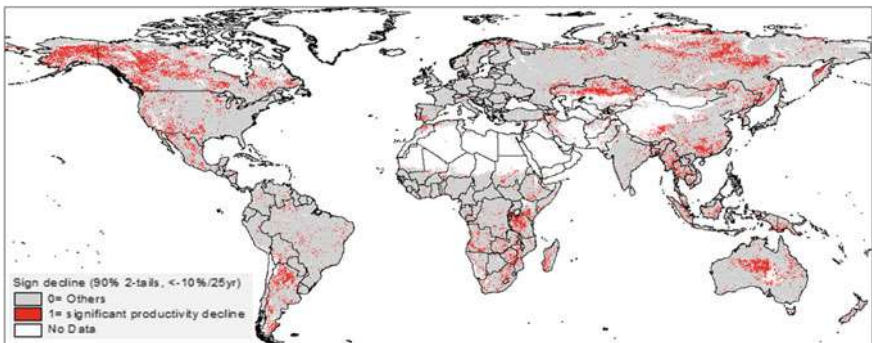 Sign decline (90% 2-tails, <-10%/25yr)
0= Others
1= significant productivity decline
No Data